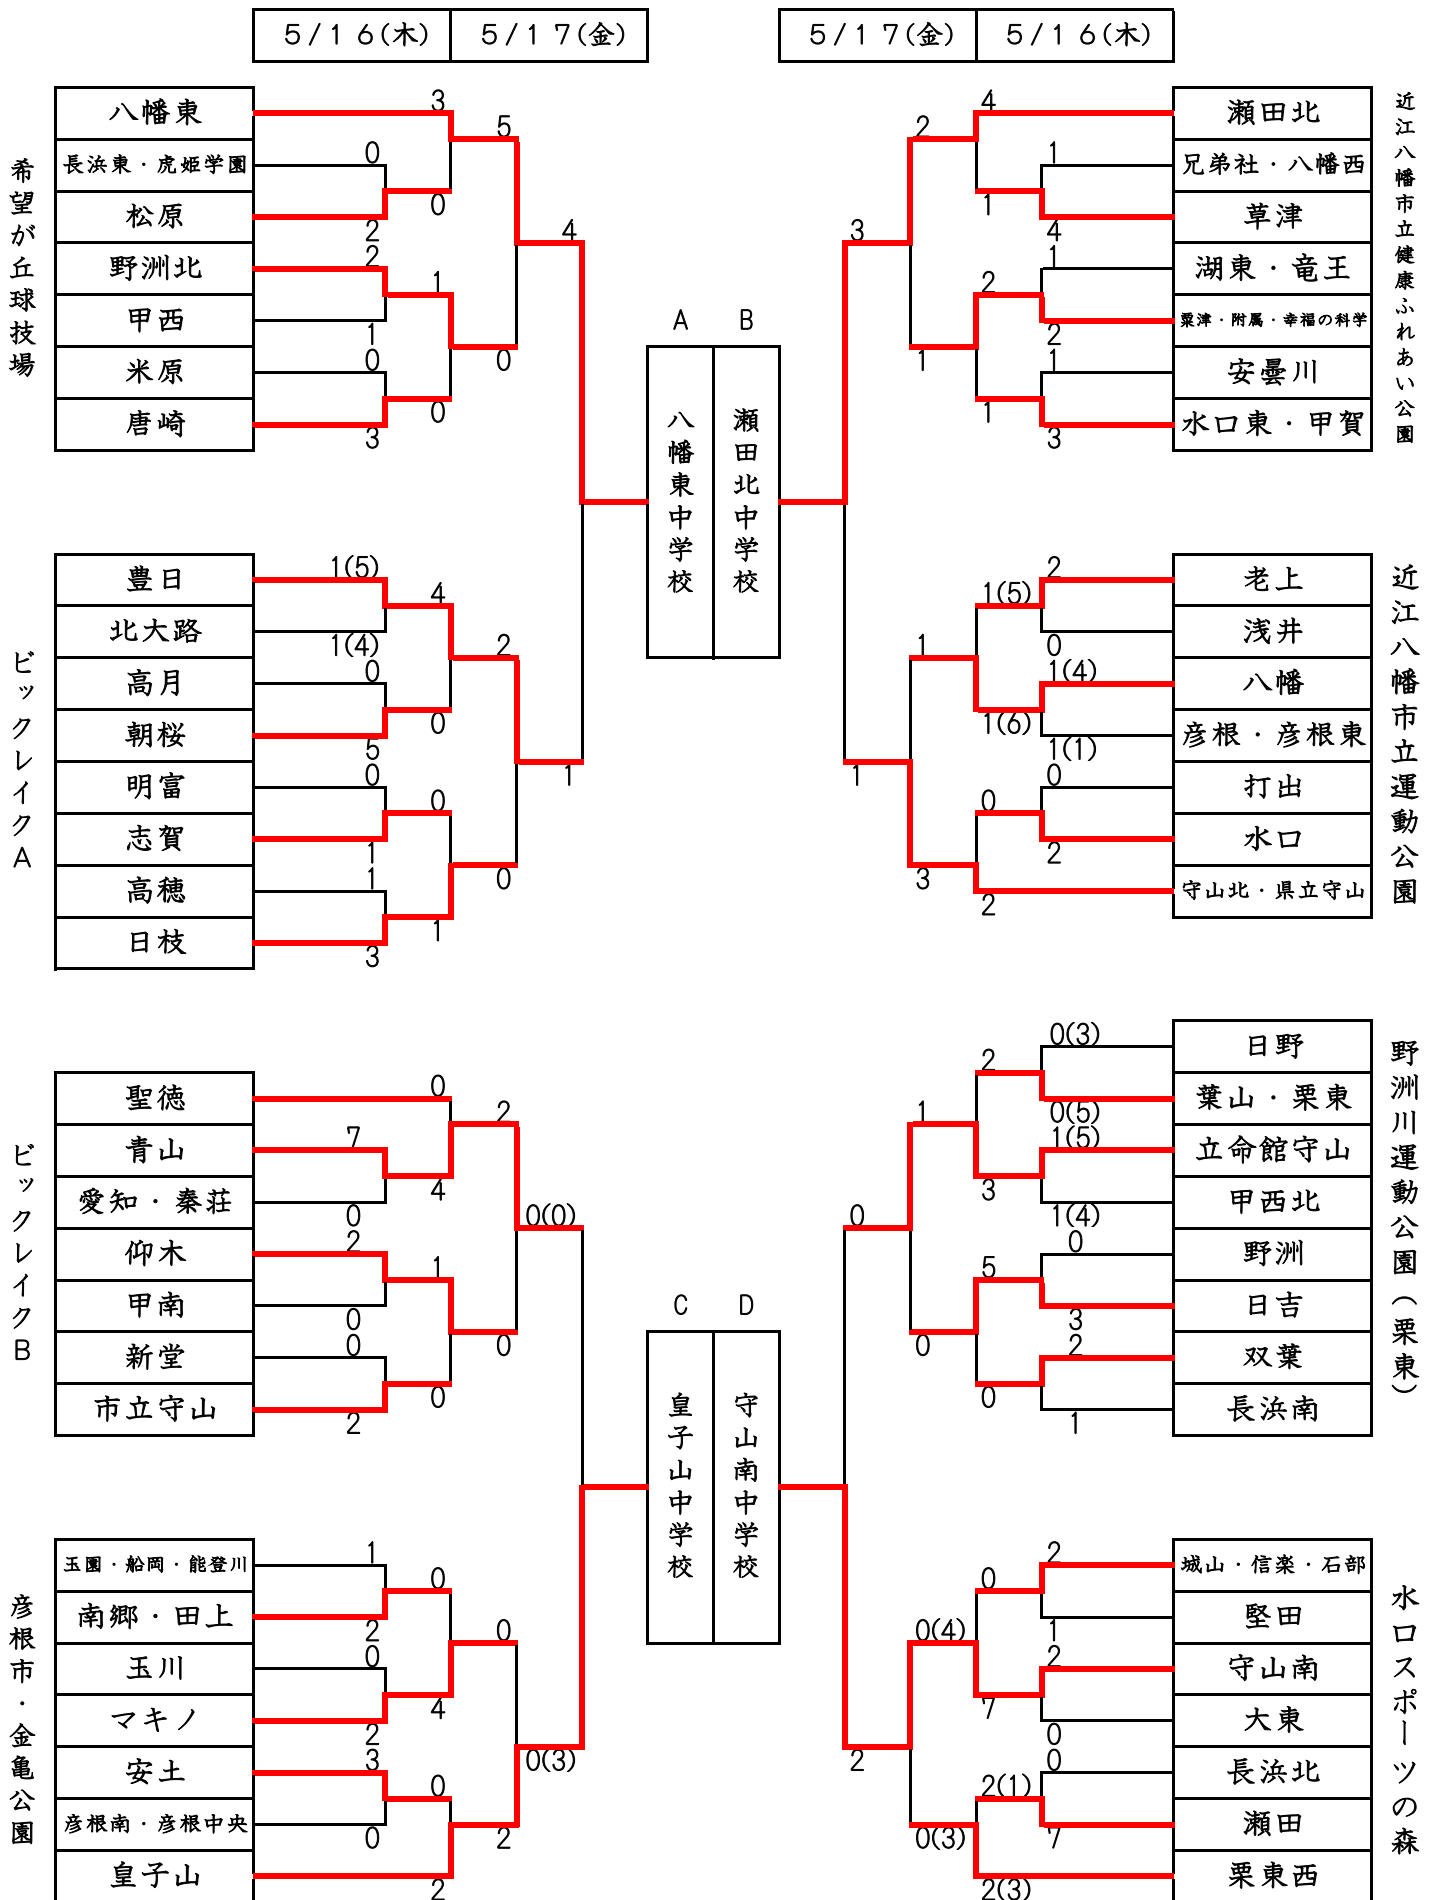 5/16(木)
5/17(金)
5/17(金)
5/16(木)
希望が丘球技場
八幡東
長浜東・虎姫学園
松原
野洲北
甲西
米原
唐崎
3
0
2
2
1
0
3
0
1
0
5
0
4
ビックレイクA
豊日
北大路
高月
朝桜
明富
志賀
高穂
日枝
1(5)
1(4)
0
5
0
1
1
3
4
0
0
1
2
0
1
A
B
八幡東中学校
瀬田北中学校
近江八幡市立健康ふれあい公園
瀬田北
兄弟社・八幡西
草津
湖東・竜王
粟津・附属・幸福の科学
安曇川
水口東・甲賀
4
1
4
1
2
1
3
1
2
1
2
1
3
近江八幡市立運動公園
老上
浅井
八幡
彦根・彦根東
打出
水口
守山北・県立守山
2
0
1(4)
1(1)
0
2
1(5)
1(6)
0
2
1
3
1
ビックレイクB
聖徳
青山
愛知・秦荘
仰木
甲南
新堂
市立守山
0
7
0
2
0
0
2
4
1
0
2
0
0(0)
彦根市・金亀公園
玉園・船岡・能登川
南郷・田上
玉川
マキノ
安土
彦根南・彦根中央
皇子山
1
2
0
2
3
0
0
4
0
2
0
2
0(3)
C
D
皇子山中学校
守山南中学校
野洲川運動公園(栗東)
日野
葉山・栗東
立命館守山
甲西北
野洲
日吉
双葉
長浜南
0(3)
0(5)
1(5)
1(4)
0
3
2
1
2
3
5
0
1
0
0
水口スポーツの森
城山・信楽・石部
堅田
守山南
大東
長浜北
瀬田
栗東西
2
1
2
0
0
7
0
7
2(1)
2(3)
0(4)
0(3)
2